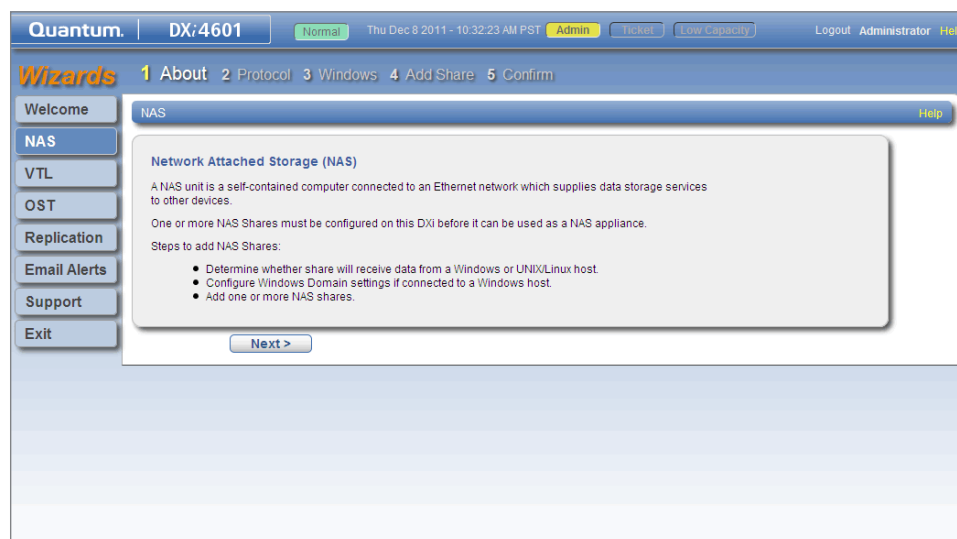 Quantum. DXi4601 Normal Thu Dec 8 2011 - 10:32:23 AM PST Admin Ticket Low Capacity Logout Administrator Hel
Wizards 1 About 2 Protocol 3 Windows 4 Add Share 5 Confirm
Welcome
NAS
VTL
OST
Replication
Email Alerts
Support
Exit
NAS Help
Network Attached Storage (NAS)
A NAS unit is a self-contained computer connected to an Ethernet network which supplies data storage services
to other devices.
One or more NAS Shares must be configured on this DXi before it can be used as a NAS appliance.
Steps to add NAS Shares:
● Determine whether share will receive data from a Windows or UNIX/Linux host.
● Configure Windows Domain settings if connected to a Windows host.
● Add one or more NAS shares.
Next >